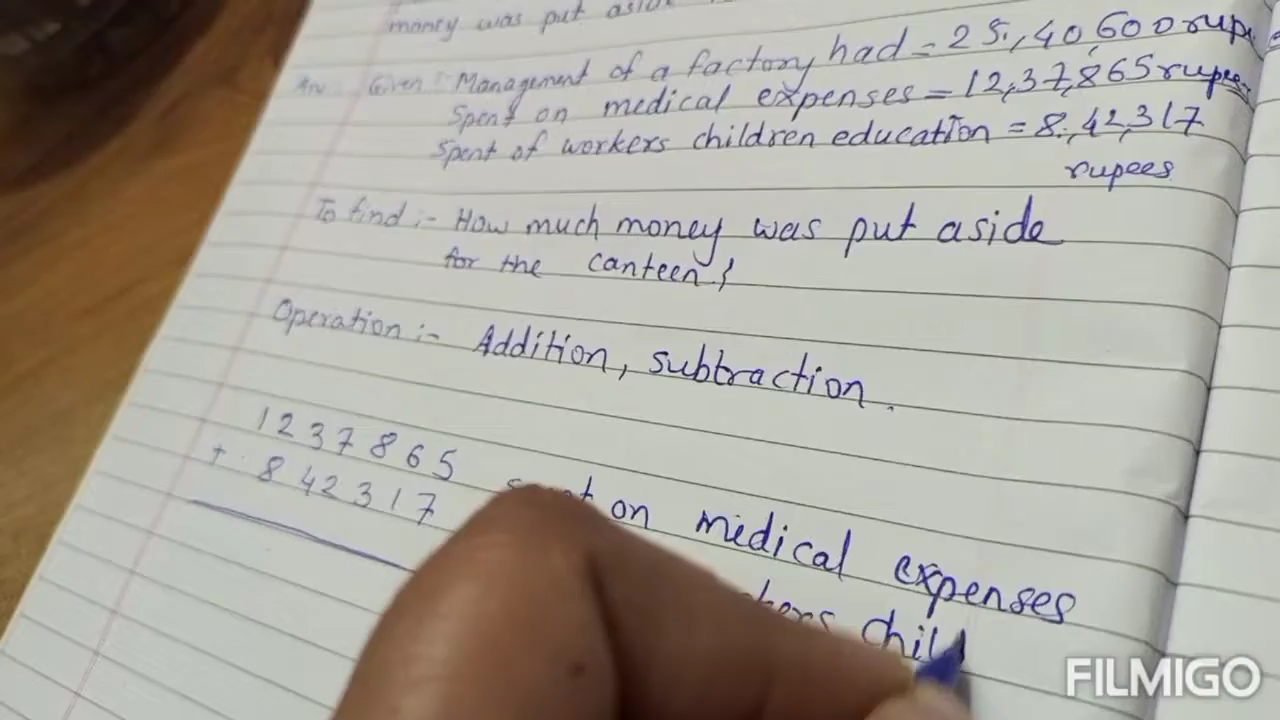 money was put aside
Ans: Given:- Management of a factory had = 25,40,600 rupe
Spent on medical expenses = 12,37,865 rupees
Spent of workers children education = 8,42,317
rupees
To find :- How much money was put aside
for the canteen?
Operation :- Addition, subtraction.
1237865 on medical expenses
+ 842317 chil
FILMIGO